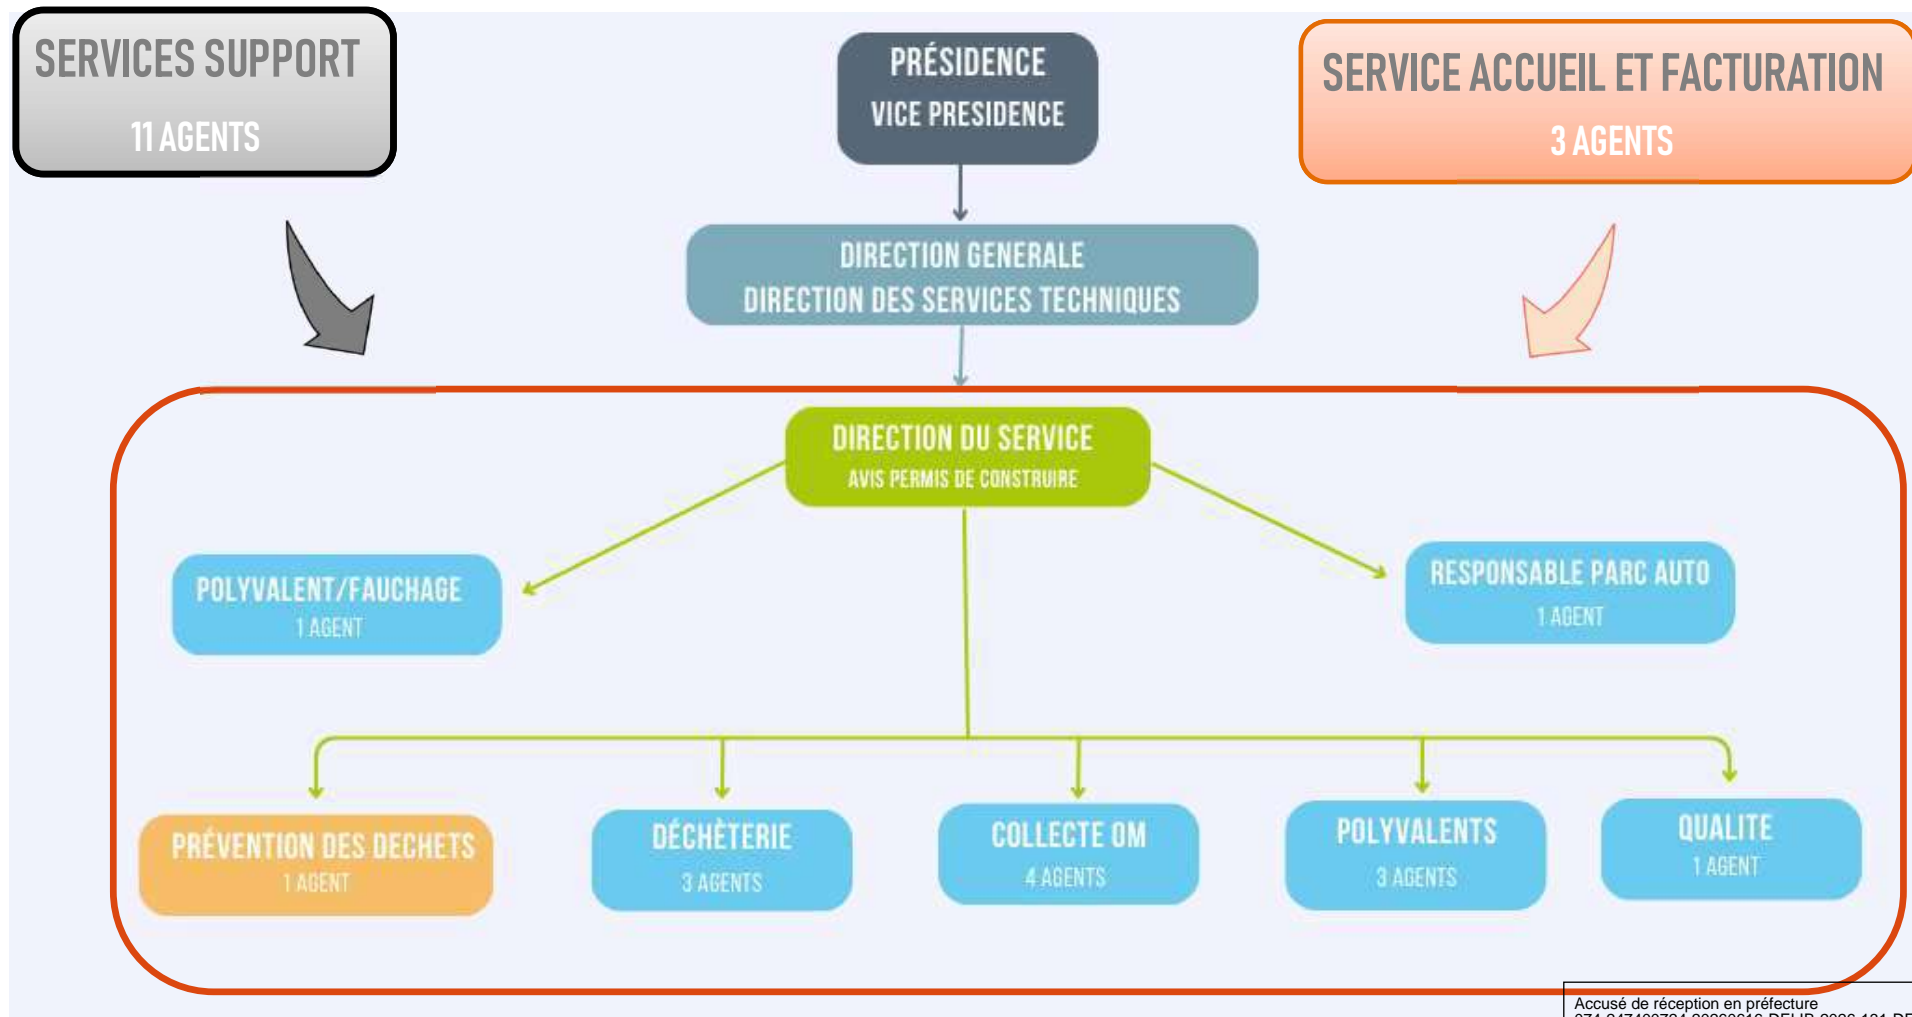 SERVICES SUPPORT
11 AGENTS
PRÉSIDENCE
VICE PRESIDENCE
SERVICE ACCUEIL ET FACTURATION
3 AGENTS
DIRECTION GENERALE
DIRECTION DES SERVICES TECHNIQUES
DIRECTION DU SERVICE
AVIS PERMIS DE CONSTRUIRE
POLYVALENT/FAUCHAGE
1 AGENT
RESPONSABLE PARC AUTO
1 AGENT
PRÉVENTION DES DECHETS
1 AGENT
DÉCHÈTERIE
3 AGENTS
COLLECTE OM
4 AGENTS
POLYVALENTS
3 AGENTS
QUALITE
1 AGENT
Accusé de réception en préfecture